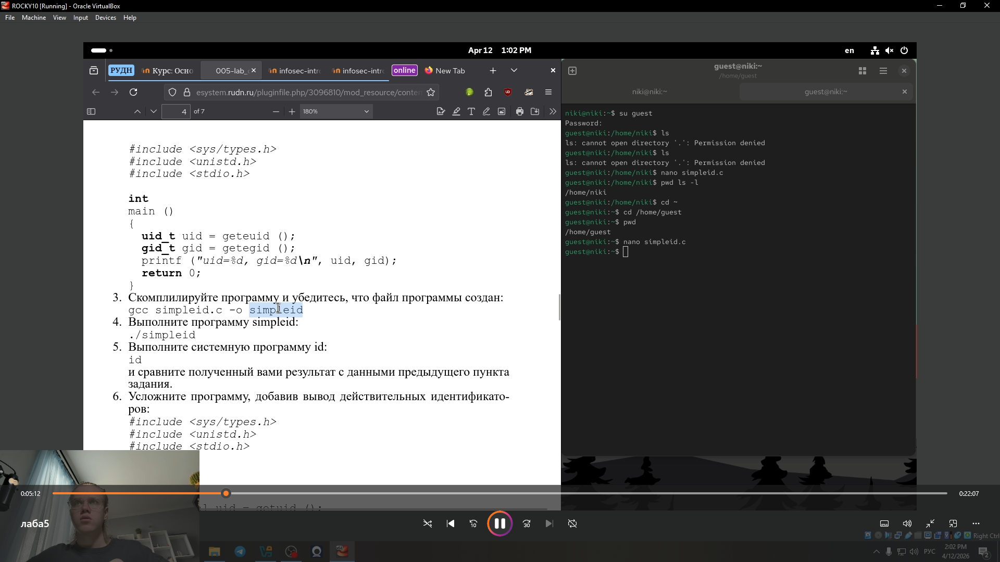 ROCKY10 [Running] - Oracle VirtualBox
File Machine View Input Devices Help
Apr 12 1:02 PM
en
РУДН
Курс: Осно
005-lab_
infosec-intr
infosec-intr
online
New Tab
esystem.rudn.ru/pluginfile.php/3096810/mod_resource/conten
4 of 7
180%
#include <sys/types.h>
#include <unistd.h>
#include <stdio.h>
int
main ()
{
uid_t uid = geteuid ();
gid_t gid = getegid ();
printf ("uid=%d, gid=%d\n", uid, gid);
return 0;
}
3. Скомплилируйте программу и убедитесь, что файл программы создан:
gcc simpleid.c -o simpleid
4. Выполните программу simpleid:
./simpleid
5. Выполните системную программу id:
id
и сравните полученный вами результат с данными предыдущего пункта
задания.
6. Усложните программу, добавив вывод действительных идентификато-
ров:
#include <sys/types.h>
#include <unistd.h>
#include <stdio.h>
uid = getuid ();
guest@niki:~
/home/guest
niki@niki:~
guest@niki:~
niki@niki:~$ su guest
Password:
guest@niki:/home/niki$ ls
ls: cannot open directory '.': Permission denied
guest@niki:/home/niki$ ls
ls: cannot open directory '.': Permission denied
guest@niki:/home/niki$ nano simpleid.c
guest@niki:/home/niki$ pwd ls -l
/home/niki
guest@niki:/home/niki$ cd ~
guest@niki:~$ cd /home/guest
guest@niki:~$ pwd
/home/guest
guest@niki:~$ nano simpleid.c
guest@niki:~$
0:05:12
0:22:07
лаба5
10
30
Right Ctrl
РУС
2:02 PM
4/12/2026
2